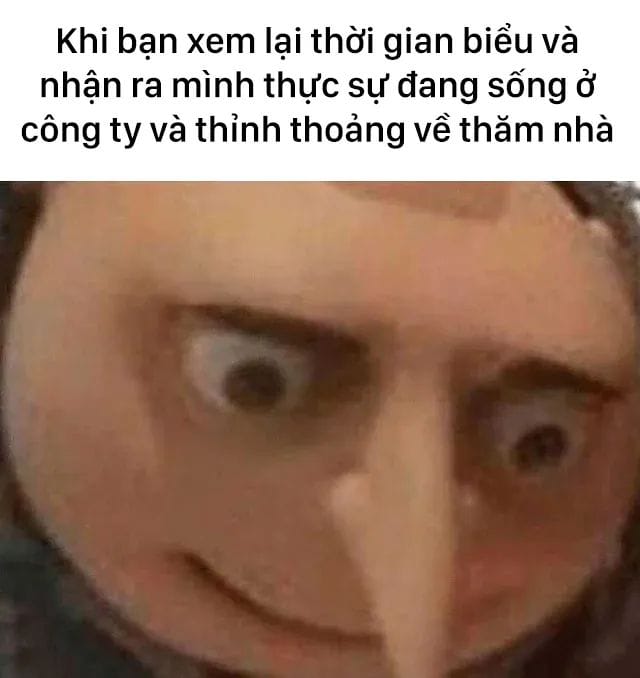 Khi bạn xem lại thời gian biểu và
nhận ra mình thực sự đang sống ở
công ty và thỉnh thoảng về thăm nhà